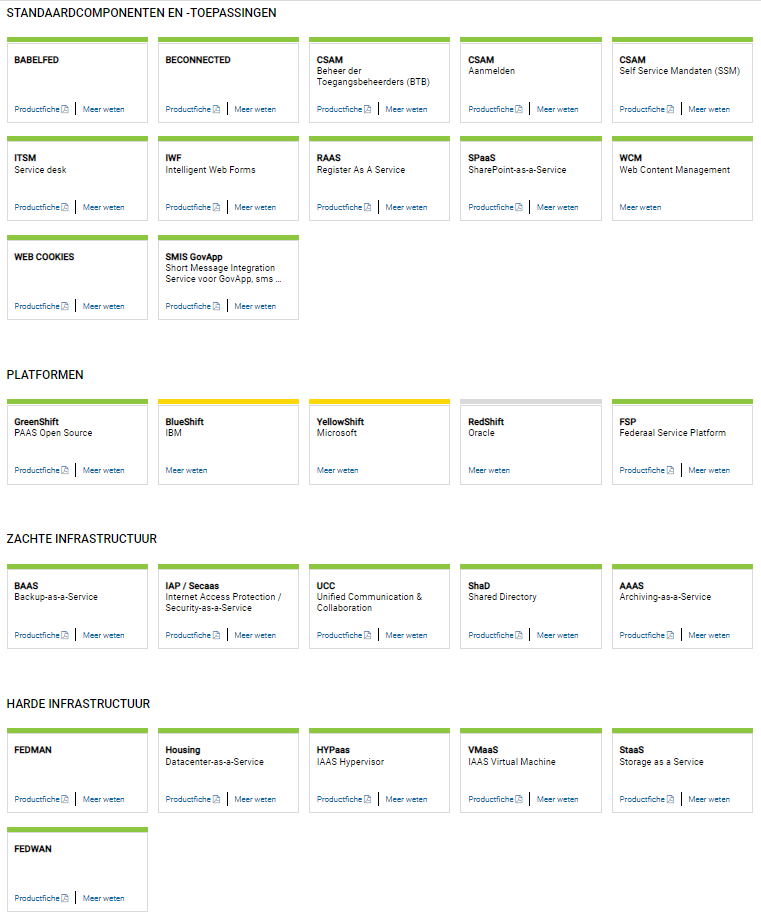 STANDAARDCOMPONENTEN EN -TOEPASSINGEN
BABELFED
Productfiche | Meer weten
BECONNECTED
Productfiche | Meer weten
CSAM
Beheer der
Toegangsbeheerders (BTB)
Productfiche | Meer weten
CSAM
Aanmelden
Productfiche | Meer weten
CSAM
Self Service Mandaten (SSM)
Productfiche | Meer weten
ITSM
Service desk
Productfiche | Meer weten
IWF
Intelligent Web Forms
Productfiche | Meer weten
RAAS
Register As A Service
Productfiche | Meer weten
SPaaS
SharePoint-as-a-Service
Productfiche | Meer weten
WCM
Web Content Management
Meer weten
WEB COOKIES
Productfiche | Meer weten
SMIS GovApp
Short Message Integration
Service voor GovApp, sms ...
Productfiche | Meer weten
PLATFORMEN
GreenShift
PAAS Open Source
Productfiche | Meer weten
BlueShift
IBM
Meer weten
YellowShift
Microsoft
Meer weten
RedShift
Oracle
Meer weten
FSP
Federaal Service Platform
Productfiche | Meer weten
ZACHTE INFRASTRUCTUUR
BAAS
Backup-as-a-Service
Productfiche | Meer weten
IAP / Secaas
Internet Access Protection /
Security-as-a-Service
Productfiche | Meer weten
UCC
Unified Communication &
Collaboration
Productfiche | Meer weten
ShaD
Shared Directory
Productfiche | Meer weten
AAAS
Archiving-as-a-Service
Productfiche | Meer weten
HARDE INFRASTRUCTUUR
FEDMAN
Productfiche | Meer weten
Housing
Datacenter-as-a-Service
Productfiche | Meer weten
HYPaas
IAAS Hypervisor
Productfiche | Meer weten
VMaaS
IAAS Virtual Machine
Productfiche | Meer weten
StaaS
Storage as a Service
Productfiche | Meer weten
FEDWAN
Productfiche | Meer weten